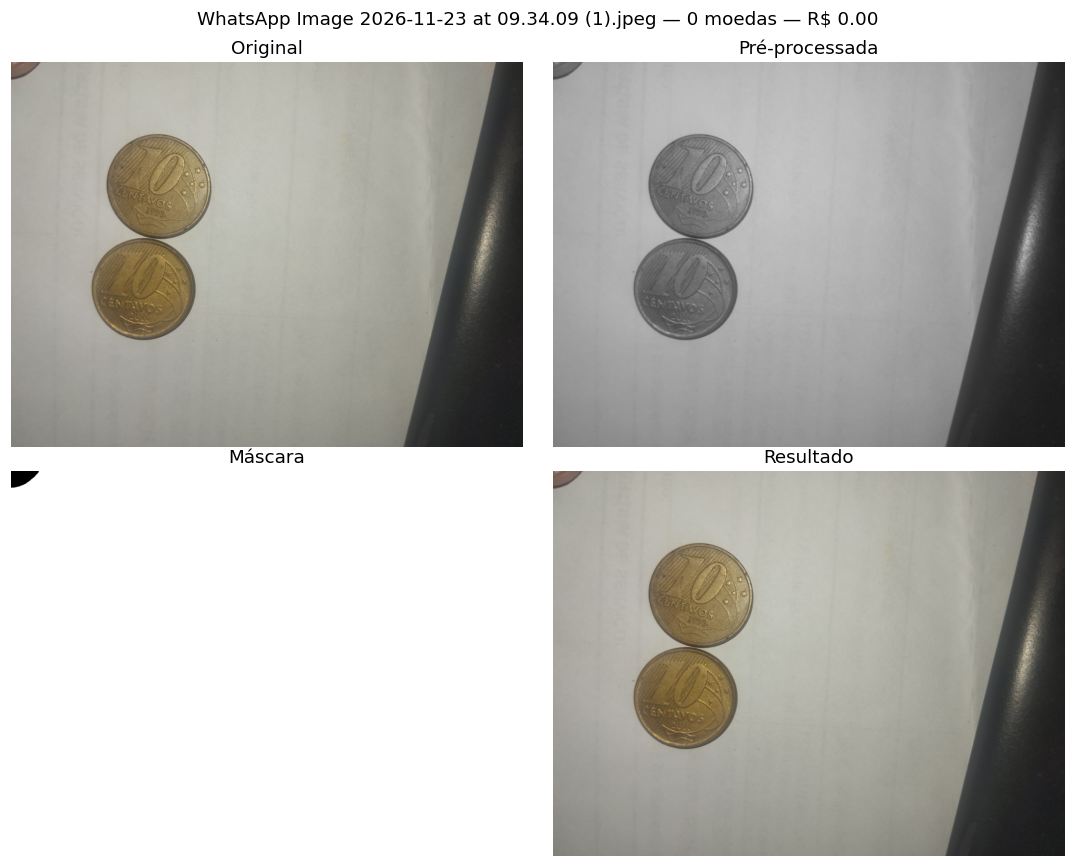 WhatsApp Image 2026-11-23 at 09.34.09 (1).jpeg — 0 moedas — R$ 0.00
Original
Pré-processada
10
CENTAVOS
10
CENTAVOS
10
CENTAVOS
10
CENTAVOS
Máscara
Resultado
10
CENTAVOS
10
CENTAVOS